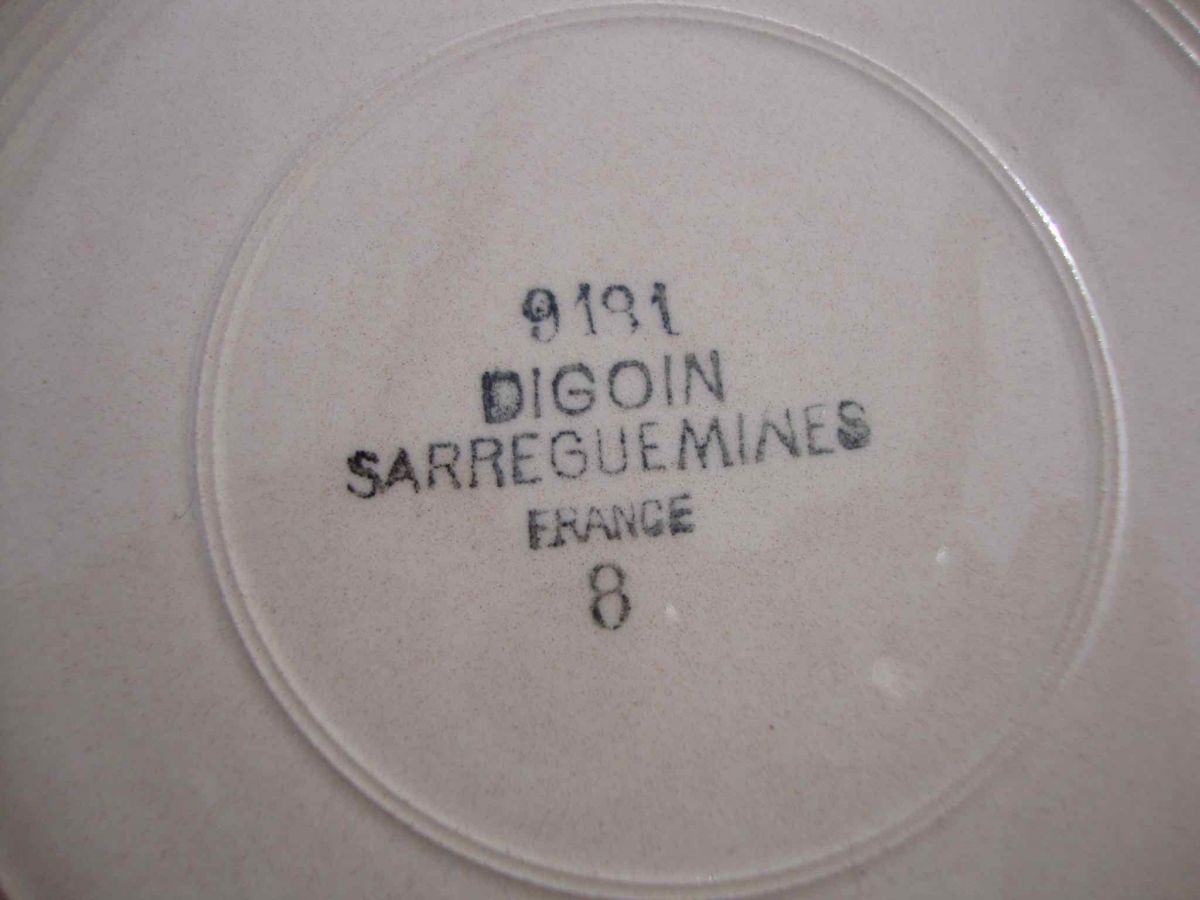 9181
DIGOIN
SARREGUEMINES
FRANCE
8